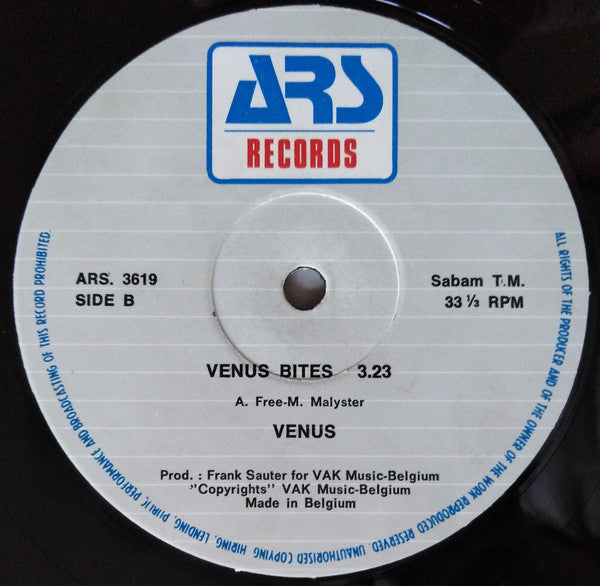 ARS
RECORDS
ARS. 3619
SIDE B
Sabam T.M.
33 ⅓ RPM
VENUS BITES 3.23
A. Free-M. Malyster
VENUS
Prod. : Frank Sauter for VAK Music-Belgium
"Copyrights" VAK Music-Belgium
Made in Belgium
ALL RIGHTS OF THE PRODUCER AND OF THE OWNER OF THE WORK REPRODUCED RESERVED. UNAUTHORISED COPYING, HIRING, LENDING, PUBLIC PERFORMANCE AND BROADCASTING OF THIS RECORD PROHIBITED.